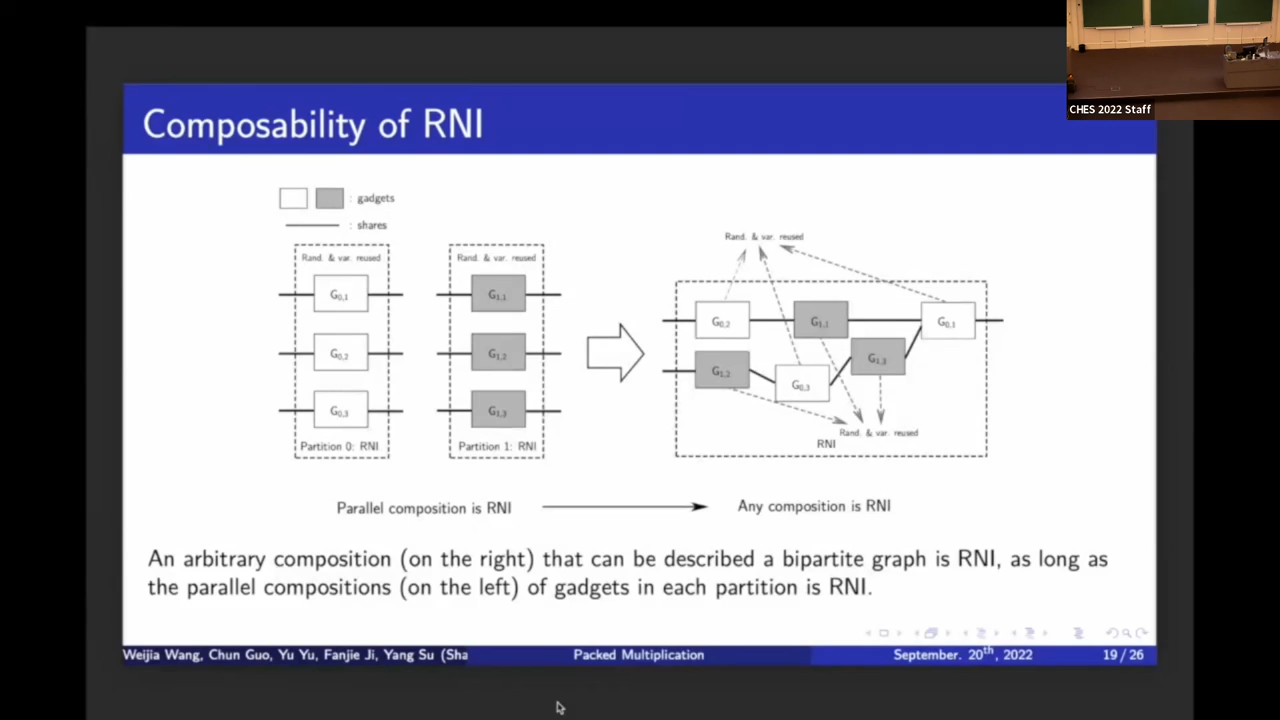 CHES 2022 Staff
Composability of RNI
: gadgets
: shares
Rand. & var. reused
G0,1
G0,2
G0,3
Partition 0: RNI
Rand. & var. reused
G1,1
G1,2
G1,3
Partition 1: RNI
Rand. & var. reused
G0,2
G1,1
G0,1
G1,2
G0,3
G1,3
Rand. & var. reused
RNI
Parallel composition is RNI
Any composition is RNI
An arbitrary composition (on the right) that can be described a bipartite graph is RNI, as long as
the parallel compositions (on the left) of gadgets in each partition is RNI.
Weijia Wang, Chun Guo, Yu Yu, Fanjie Ji, Yang Su (Sha
Packed Multiplication
September. 20th, 2022
19 / 26